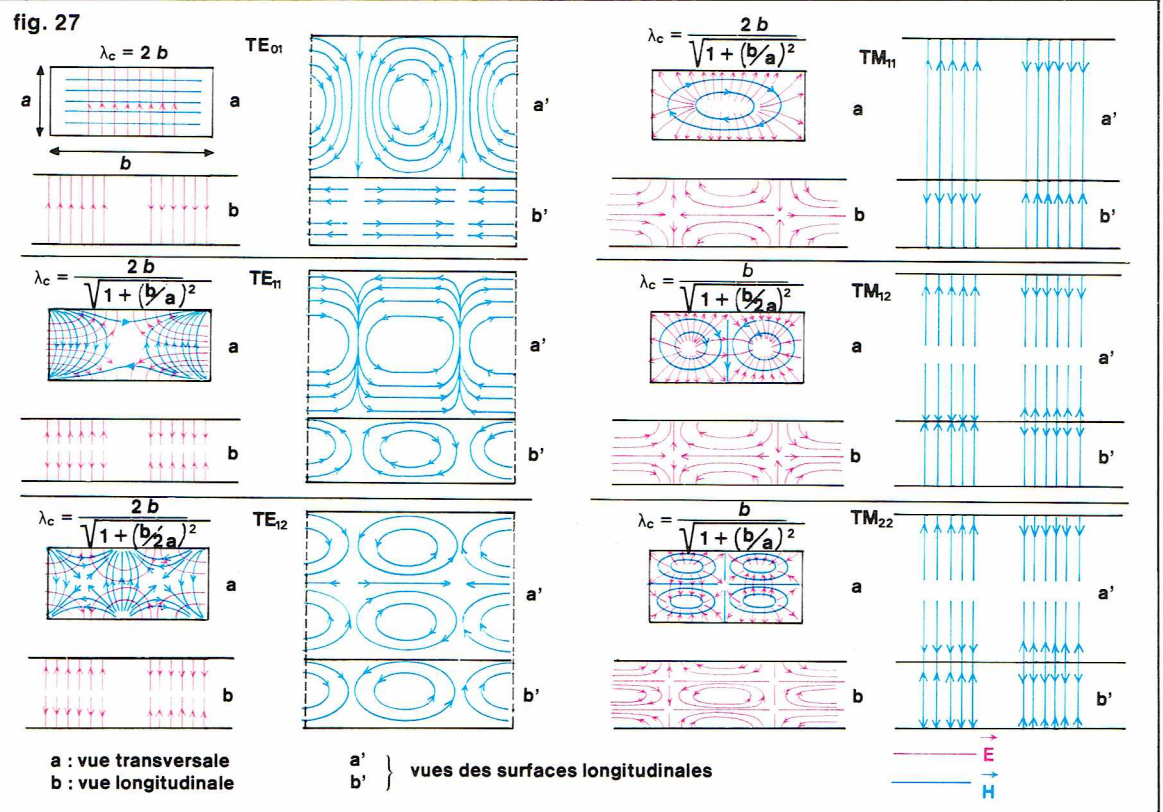 fig. 27
λc = 2 b
TE01
a
a
b
b
a'
b'
λc = 2 b / √1 + (b/a)²
TM11
a
b
a'
b'
λc = 2 b / √1 + (b/a)²
TE11
a
b
a'
b'
λc = b / √1 + (b/2a)²
TM12
a
b
a'
b'
λc = 2 b / √1 + (b/2a)²
TE12
a
b
a'
b'
λc = b / √1 + (b/a)²
TM22
a
b
a'
b'
a : vue transversale
b : vue longitudinale
a'
b' } vues des surfaces longitudinales
E
H